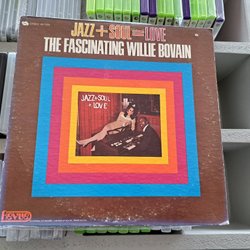 JAZZ+SOUL=LOVE
THE FASCINATING WILLIE BOVAIN
JAZZ+SOUL
=LOVE